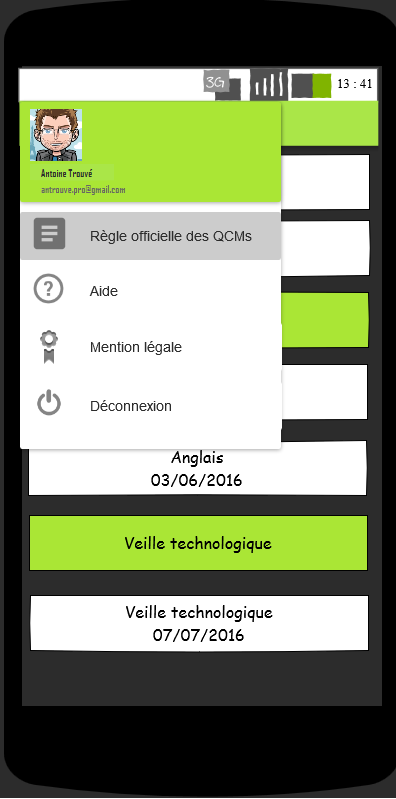 3G 13 : 41
Antoine Trouvé
antrouve.pro@gmail.com
Règle officielle des QCMs
Aide
Mention légale
Déconnexion
Anglais
03/06/2016
Veille technologique
Veille technologique
07/07/2016